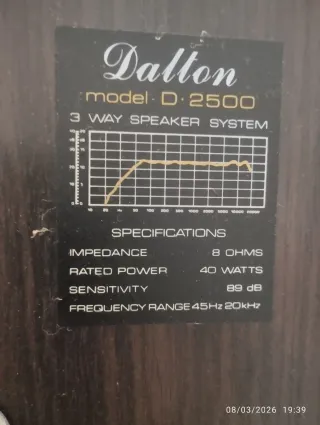 Dalton
model · D · 2500
3 WAY SPEAKER SYSTEM
SPECIFICATIONS
IMPEDANCE 8 OHMS
RATED POWER 40 WATTS
SENSITIVITY 89 dB
FREQUENCY RANGE 45Hz 20kHz
08/03/2026 19:39